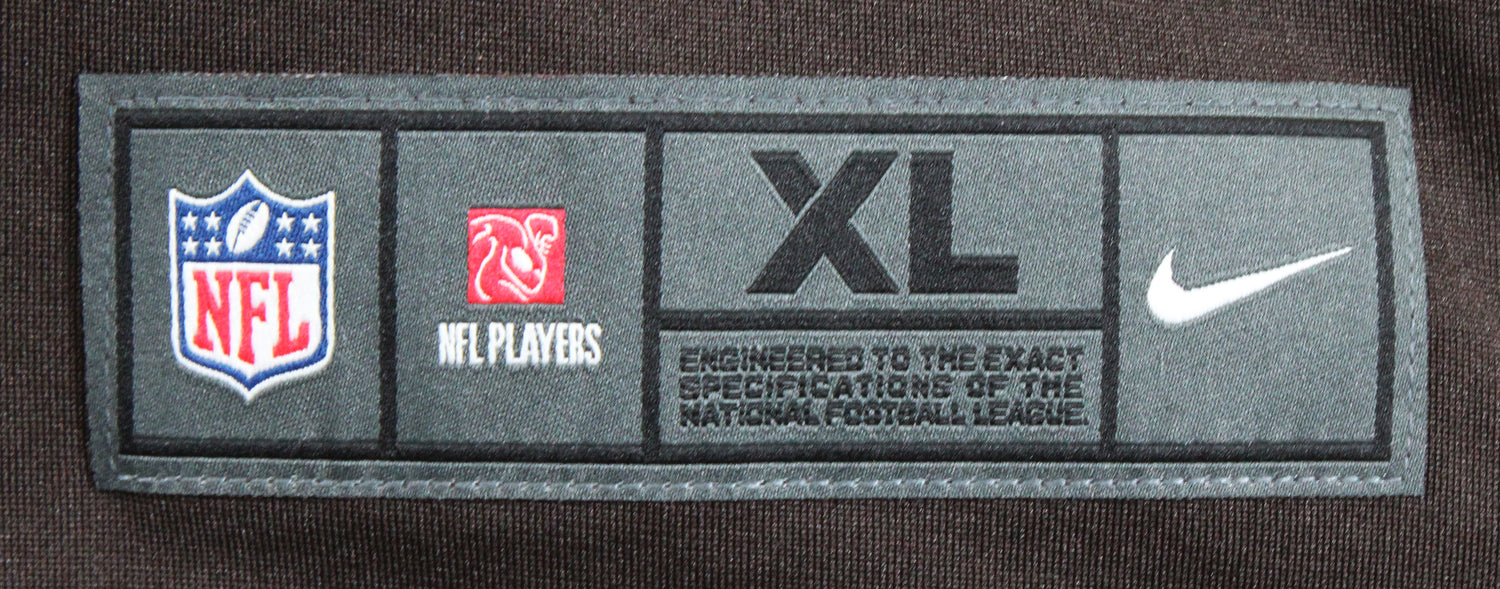 NFL
NFL PLAYERS
XL
ENGINEERED TO THE EXACT
SPECIFICATIONS OF THE
NATIONAL FOOTBALL LEAGUE.